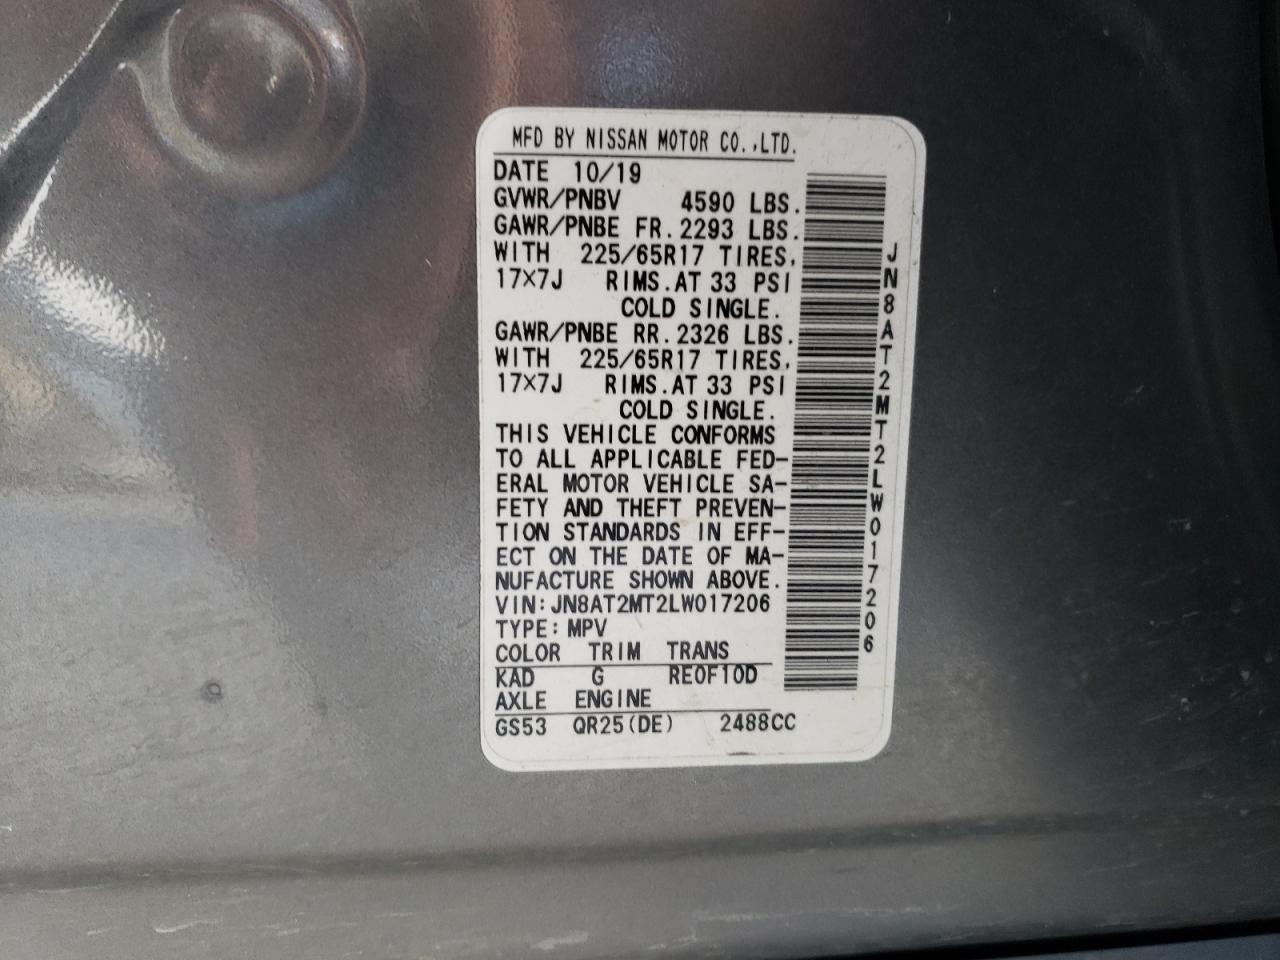 MFD BY NISSAN MOTOR CO.,LTD.
DATE 10/19
GVWR/PNBV 4590 LBS.
GAWR/PNBE FR. 2293 LBS.
WITH 225/65R17 TIRES,
17×7J RIMS. AT 33 PSI
COLD SINGLE.
GAWR/PNBE RR. 2326 LBS.
WITH 225/65R17 TIRES,
17×7J RIMS. AT 33 PSI
COLD SINGLE.
THIS VEHICLE CONFORMS
TO ALL APPLICABLE FED-
ERAL MOTOR VEHICLE SA-
FETY AND THEFT PREVEN-
TION STANDARDS IN EFF-
ECT ON THE DATE OF MA-
NUFACTURE SHOWN ABOVE.
VIN: JN8AT2MT2LW017206
TYPE: MPV
COLOR TRIM TRANS
KAD G RE0F10D
AXLE ENGINE
GS53 QR25(DE) 2488CC
JN8AT2MT2LW017206